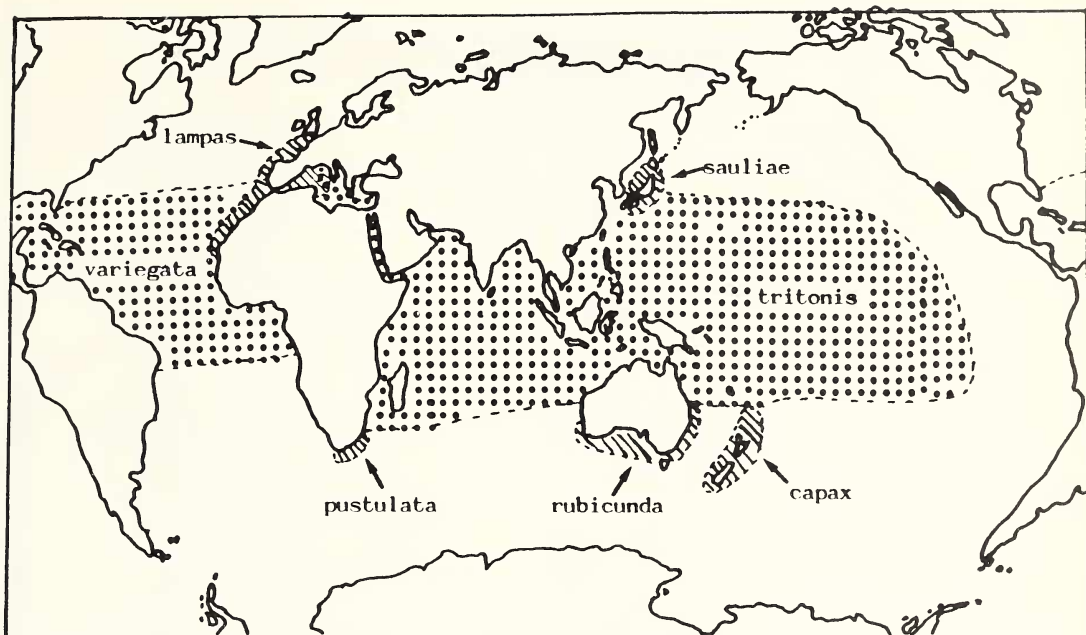 lampas
sauliae
variegata
tritonis
pustulata
rubicunda
capax